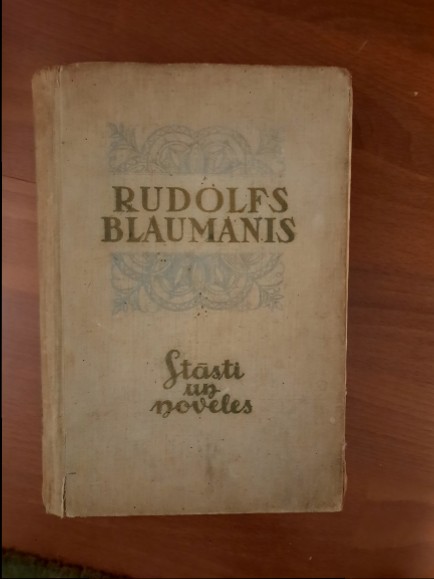 RUDOLFS
BLAUMANIS
Stāsti
un
noveles